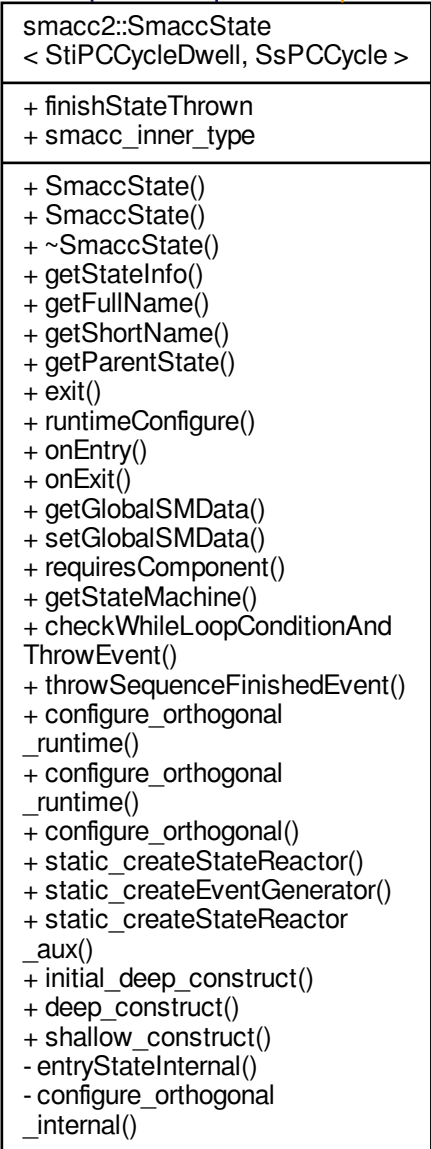 smacc2::SmaccState
< StiPCCycleDwell, SsPCCycle >
+ finishStateThrown
+ smacc_inner_type
+ SmaccState()
+ SmaccState()
+ ~SmaccState()
+ getStateInfo()
+ getFullName()
+ getShortName()
+ getParentState()
+ exit()
+ runtimeConfigure()
+ onEntry()
+ onExit()
+ getGlobalSMData()
+ setGlobalSMData()
+ requiresComponent()
+ getStateMachine()
+ checkWhileLoopConditionAnd
ThrowEvent()
+ throwSequenceFinishedEvent()
+ configure_orthogonal
_runtime()
+ configure_orthogonal
_runtime()
+ configure_orthogonal()
+ static_createStateReactor()
+ static_createEventGenerator()
+ static_createStateReactor
_aux()
+ initial_deep_construct()
+ deep_construct()
+ shallow_construct()
- entryStateInternal()
- configure_orthogonal
_internal()